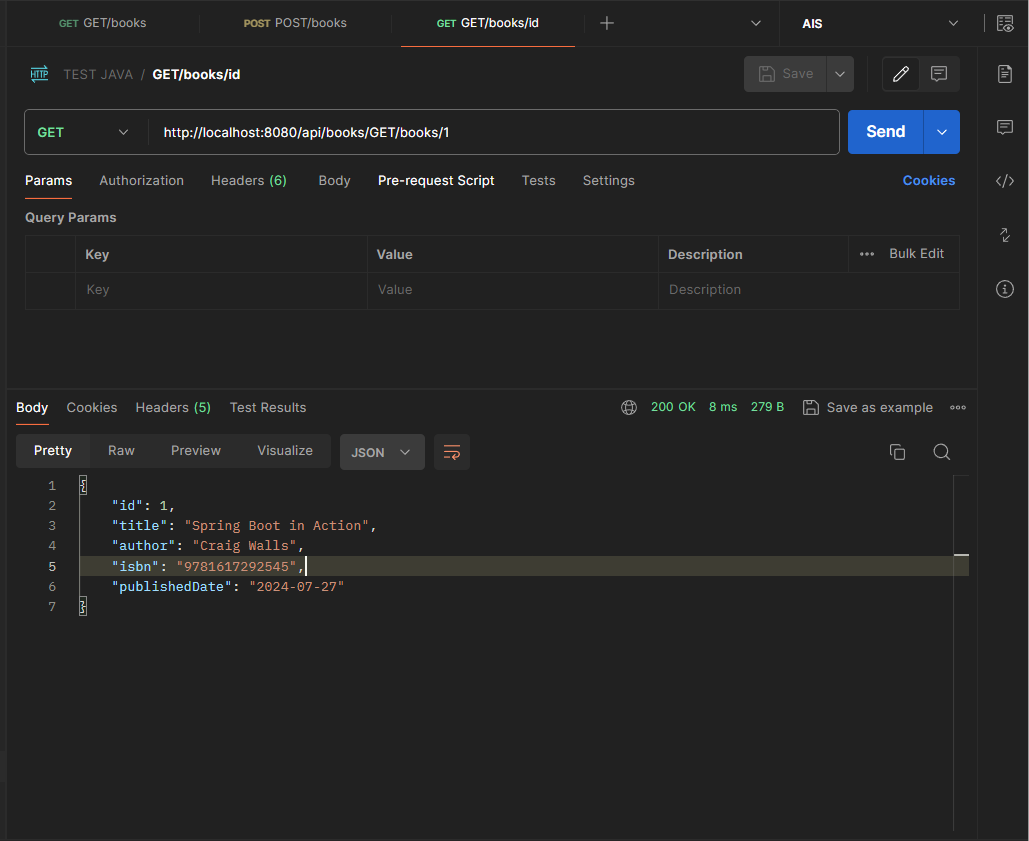 GET GET/books POST POST/books GET GET/books/id AIS
HTTP TEST JAVA / GET/books/id Save
GET http://localhost:8080/api/books/GET/books/1 Send
Params Authorization Headers (6) Body Pre-request Script Tests Settings Cookies
Query Params
Key Value Description Bulk Edit
Key Value Description
Body Cookies Headers (5) Test Results 200 OK 8 ms 279 B Save as example
Pretty Raw Preview Visualize JSON
1 {
2 "id": 1,
3 "title": "Spring Boot in Action",
4 "author": "Craig Walls",
5 "isbn": "9781617292545",
6 "publishedDate": "2024-07-27"
7 }